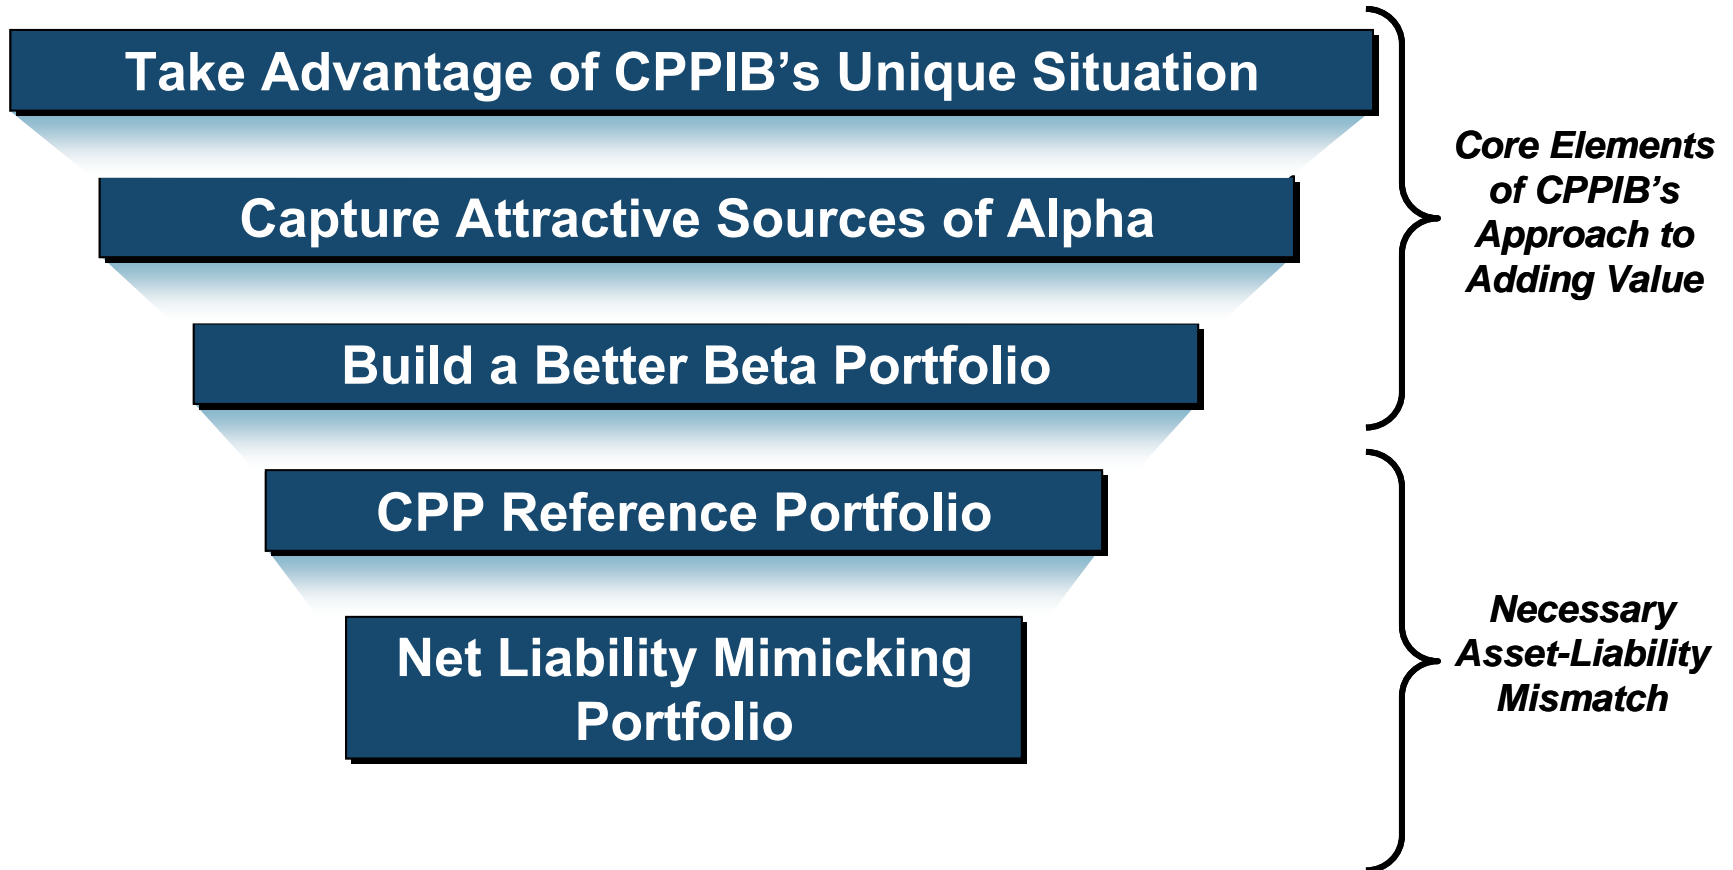 Take Advantage of CPPIB’s Unique Situation
Capture Attractive Sources of Alpha
Build a Better Beta Portfolio
Core Elements
of CPPIB’s
Approach to
Adding Value
CPP Reference Portfolio
Net Liability Mimicking
Portfolio
Necessary
Asset-Liability
Mismatch